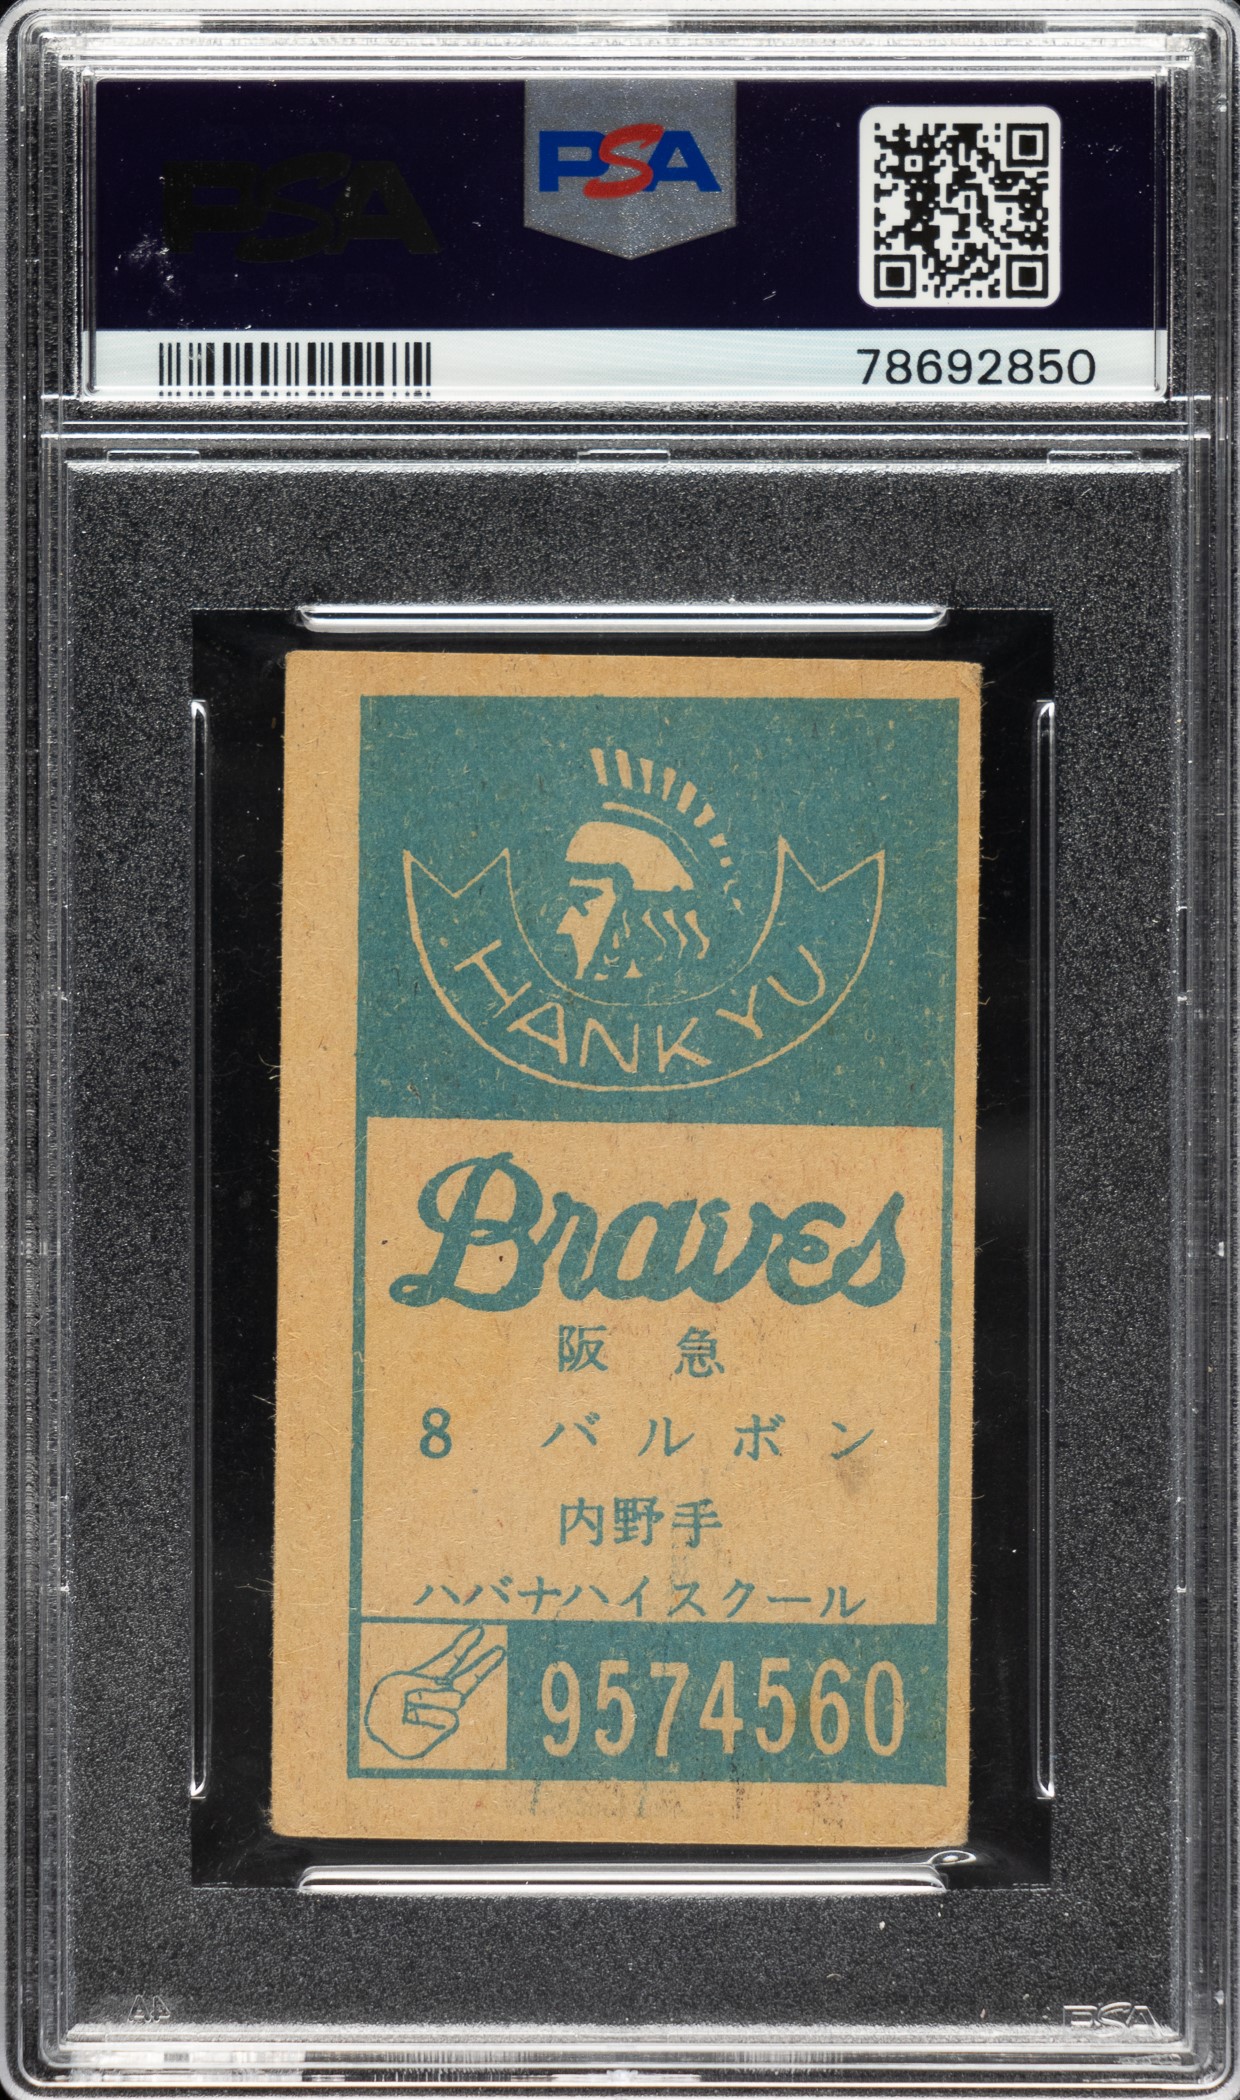 PSA
PSA
78692850
HANKYU
Braves
阪急
8 バルボン
内野手
ハバナハイスクール
9574560
PSA